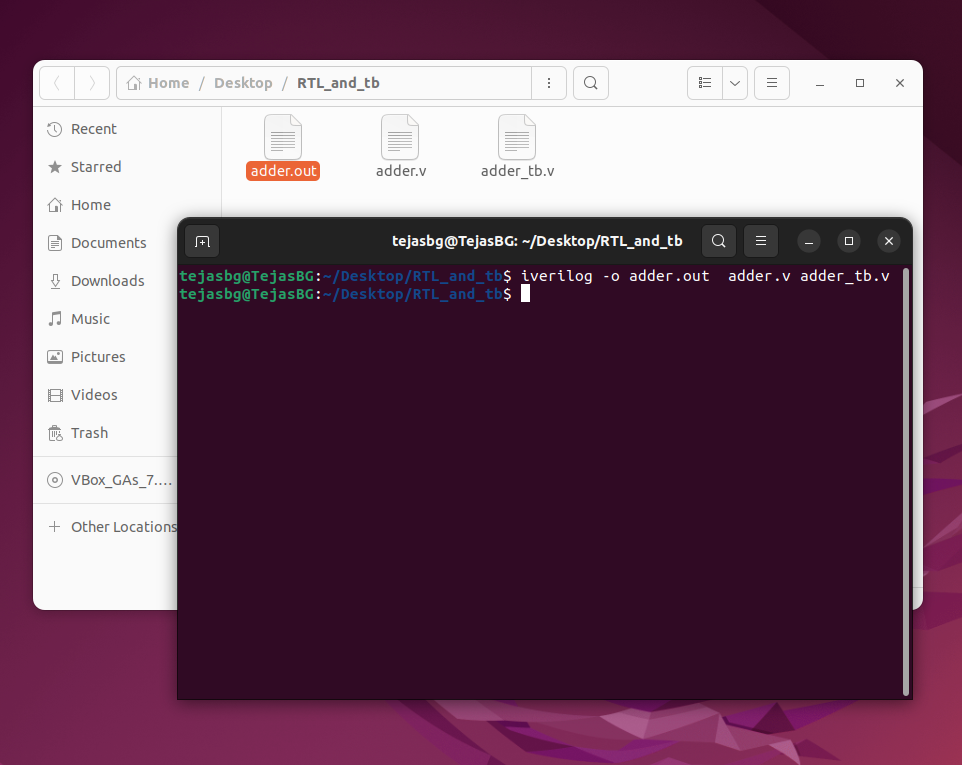 Home / Desktop / RTL_and_tb
Recent
Starred
Home
Documents
Downloads
Music
Pictures
Videos
Trash
VBox_GAs_7....
Other Locations
adder.out
adder.v
adder_tb.v
tejasbg@TejasBG: ~/Desktop/RTL_and_tb
tejasbg@TejasBG:~/Desktop/RTL_and_tb$ iverilog -o adder.out  adder.v adder_tb.v
tejasbg@TejasBG:~/Desktop/RTL_and_tb$